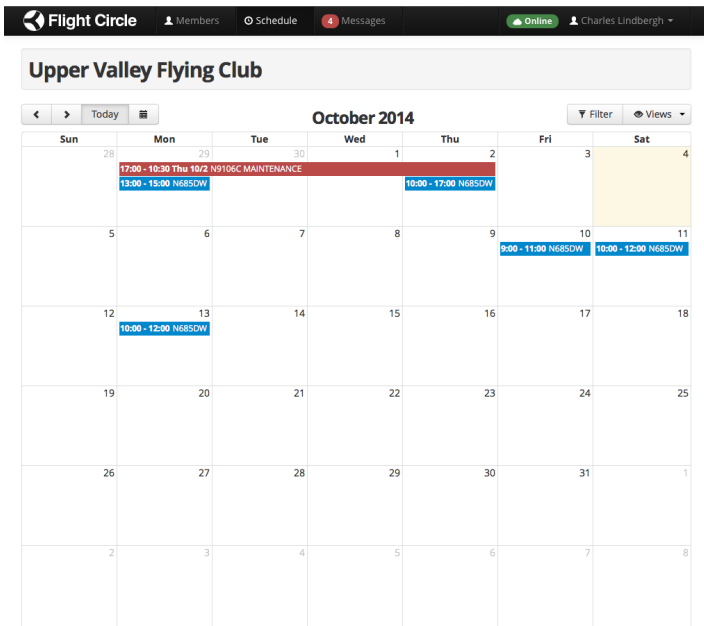 Flight Circle Members Schedule 4 Messages Online Charles Lindbergh
Upper Valley Flying Club
Today October 2014 Filter Views
Sun Mon Tue Wed Thu Fri Sat
28 29 30 1 2 3 4
17:00 - 10:30 Thu 10/2 N9106C MAINTENANCE
13:00 - 15:00 N685DW 10:00 - 17:00 N685DW
5 6 7 8 9 10 11
9:00 - 11:00 N685DW 10:00 - 12:00 N685DW
12 13 14 15 16 17 18
10:00 - 12:00 N685DW
19 20 21 22 23 24 25
26 27 28 29 30 31 1
2 3 4 5 6 7 8